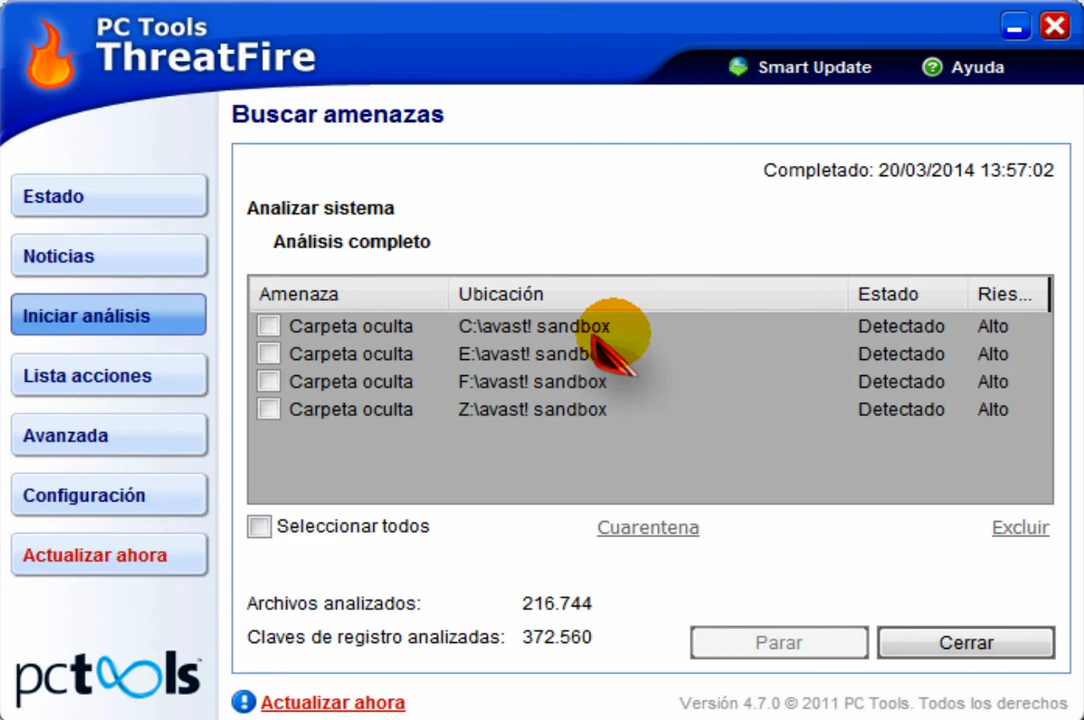 PC Tools
ThreatFire
Smart Update
Ayuda
Buscar amenazas
Completado: 20/03/2014 13:57:02
Estado
Noticias
Iniciar análisis
Lista acciones
Avanzada
Configuración
Actualizar ahora
Analizar sistema
Análisis completo
Amenaza Ubicación Estado Ries...
Carpeta oculta C:\avast! sandbox Detectado Alto
Carpeta oculta E:\avast! Detectado Alto
Carpeta oculta F:\avast! sandbox Detectado Alto
Carpeta oculta Z:\avast! sandbox Detectado Alto
Seleccionar todos Cuarentena Excluir
Archivos analizados: 216.744
Claves de registro analizadas: 372.560
Parar Cerrar
pctools
Actualizar ahora
Versión 4.7.0 © 2011 PC Tools. Todos los derechos